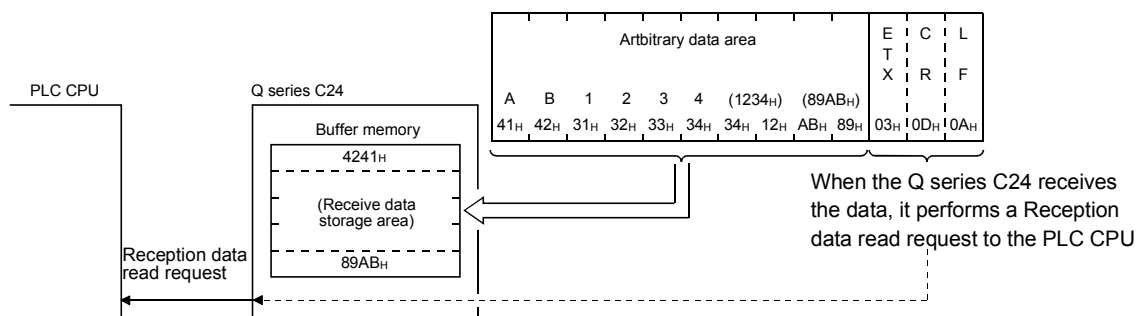 Artbitrary data area
E C L
T
X R F
PLC CPU
Q series C24
A B 1 2 3 4 (1234H) (89ABH)
41H 42H 31H 32H 33H 34H 34H 12H ABH 89H 03H 0DH 0AH
Buffer memory
4241H
(Receive data
storage area)
89ABH
When the Q series C24 receives
the data, it performs a Reception
data read request to the PLC CPU
Reception data
read request